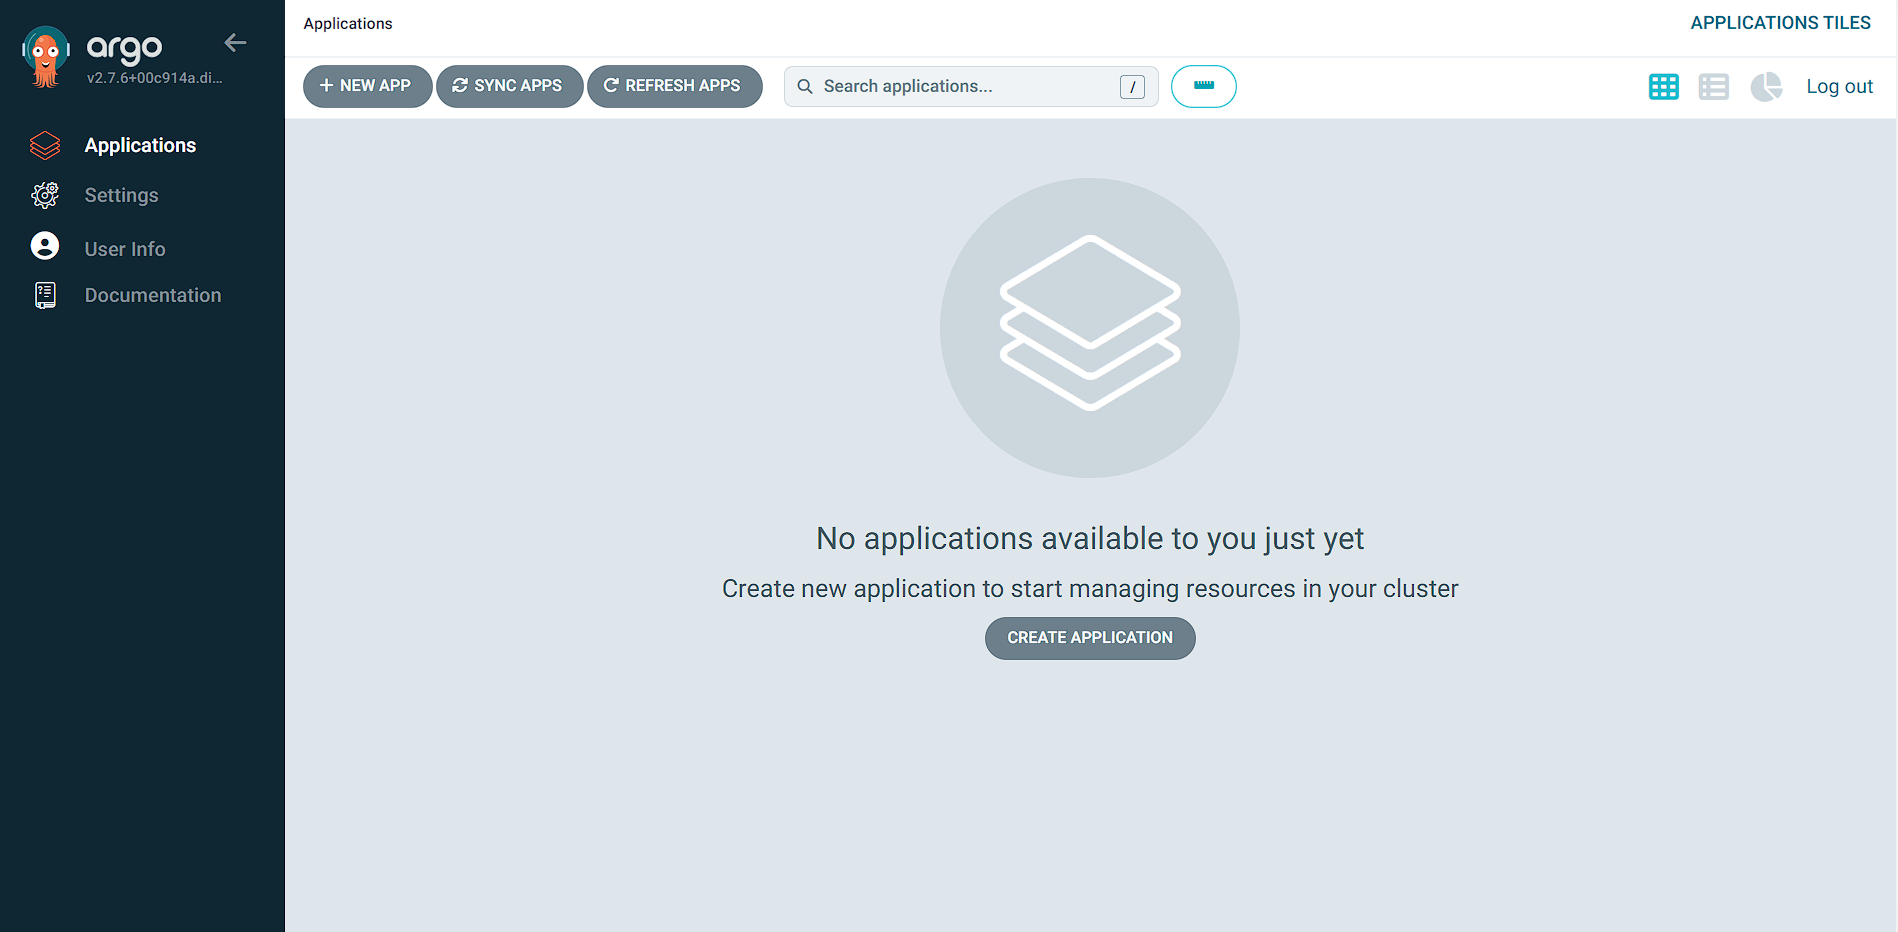 argo
v2.7.6+00c914a.di...
Applications
Settings
User Info
Documentation
Applications
APPLICATIONS TILES
+ NEW APP
SYNC APPS
REFRESH APPS
Search applications...
/
Log out
No applications available to you just yet
Create new application to start managing resources in your cluster
CREATE APPLICATION